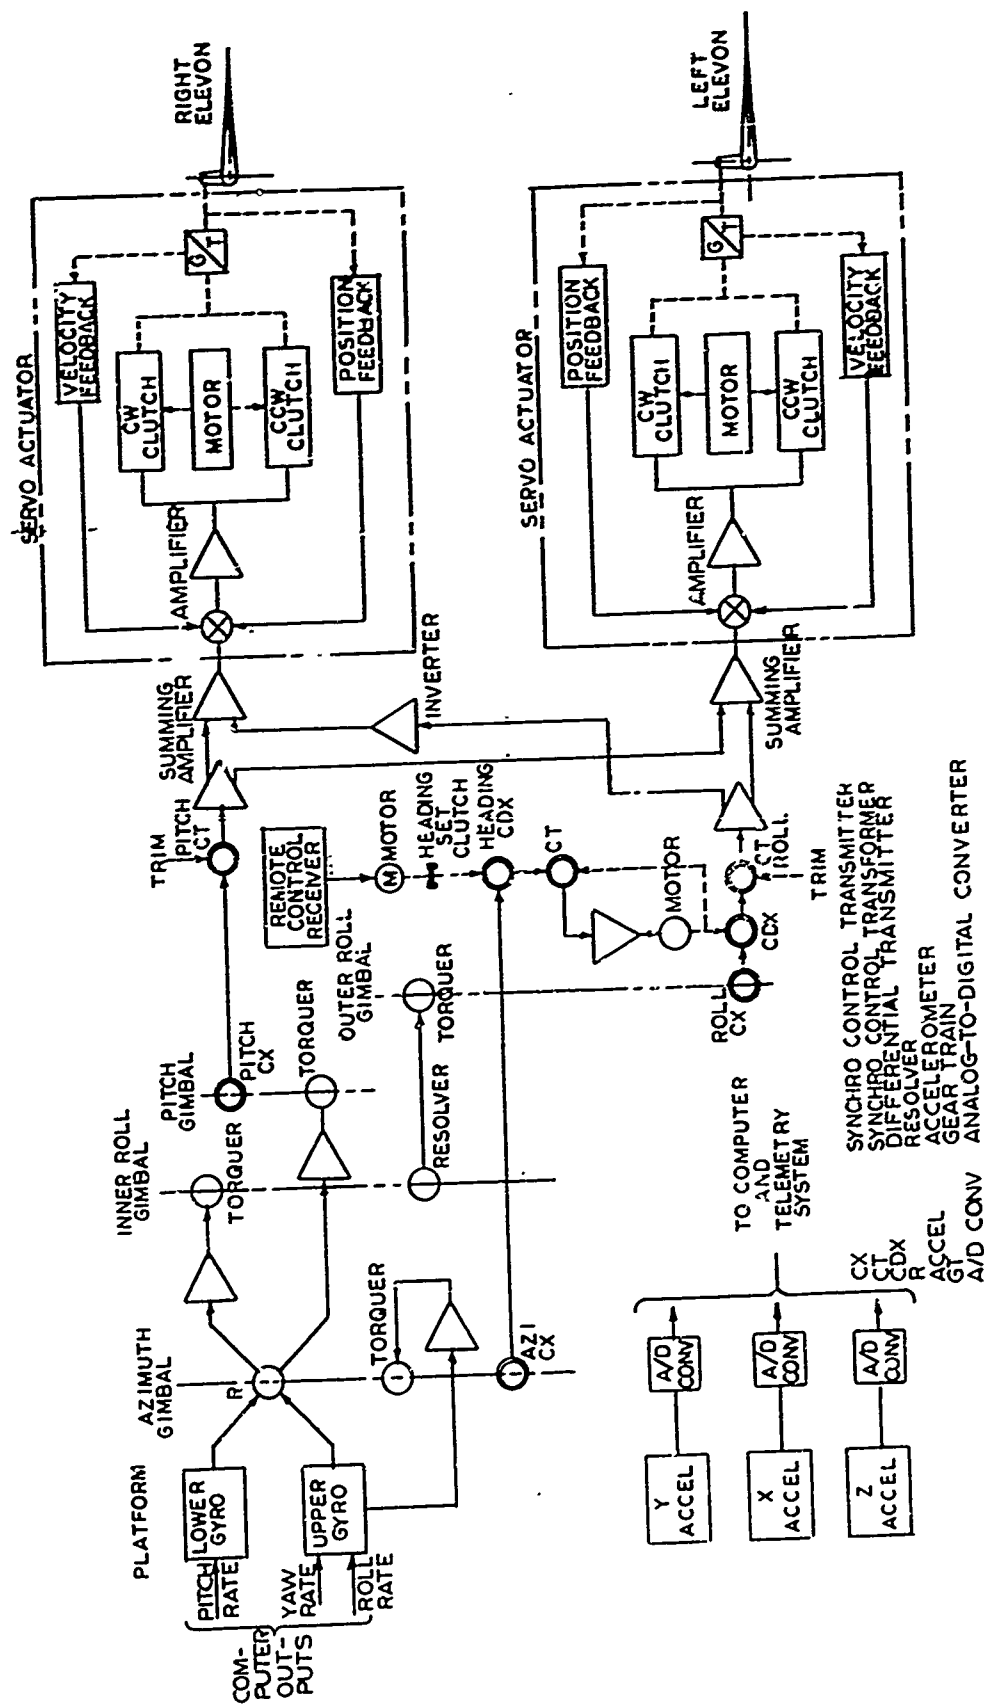 COM-
PUTER
OUT-
PUTS
PITCH
RATE
YAW
RATE
ROLL
RATE
PLATFORM
LOWER
GYRO
UPPER
GYRO
AZIMUTH
GIMBAL
R
TORQUER
AZI
CX
INNER ROLL
GIMBAL
TORQUER
RESOLVER
PITCH
GIMBAL
PITCH
CX
TORQUER
OUTER ROLL
GIMBAL
TORQUER
ROLL
CX
REMOTE
CONTROL
RECEIVER
M
MOTOR
HEADING
SET
CLUTCH
HEADING
CDX
CT
MOTOR
CDX
CT
ROLL
TRIM
TRIM
PITCH
CT
SUMMING
AMPLIFIER
INVERTER
SUMMING
AMPLIFIER
SERVO ACTUATOR
AMPLIFIER
VELOCITY
FEEDBACK
CW
CLUTCH
MOTOR
CCW
CLUTCH
POSITION
FEEDBACK
G
T
RIGHT
ELEVON
SERVO ACTUATOR
AMPLIFIER
POSITION
FEEDBACK
CW
CLUTCH
MOTOR
CCW
CLUTCH
VELOCITY
FEEDBACK
G
T
LEFT
ELEVON
Y
ACCEL
A/D
CONV
X
ACCEL
A/D
CONV
Z
ACCEL
A/D
CONV
TO COMPUTER
AND
TELEMETRY
SYSTEM
CX SYNCHRO CONTROL TRANSMITTER
CT SYNCHRO CONTROL TRANSFORMER
CDX DIFFERENTIAL TRANSMITTER
R RESOLVER
ACCEL ACCELEROMETER
GT GEAR TRAIN
A/D CONV ANALOG-TO-DIGITAL CONVERTER